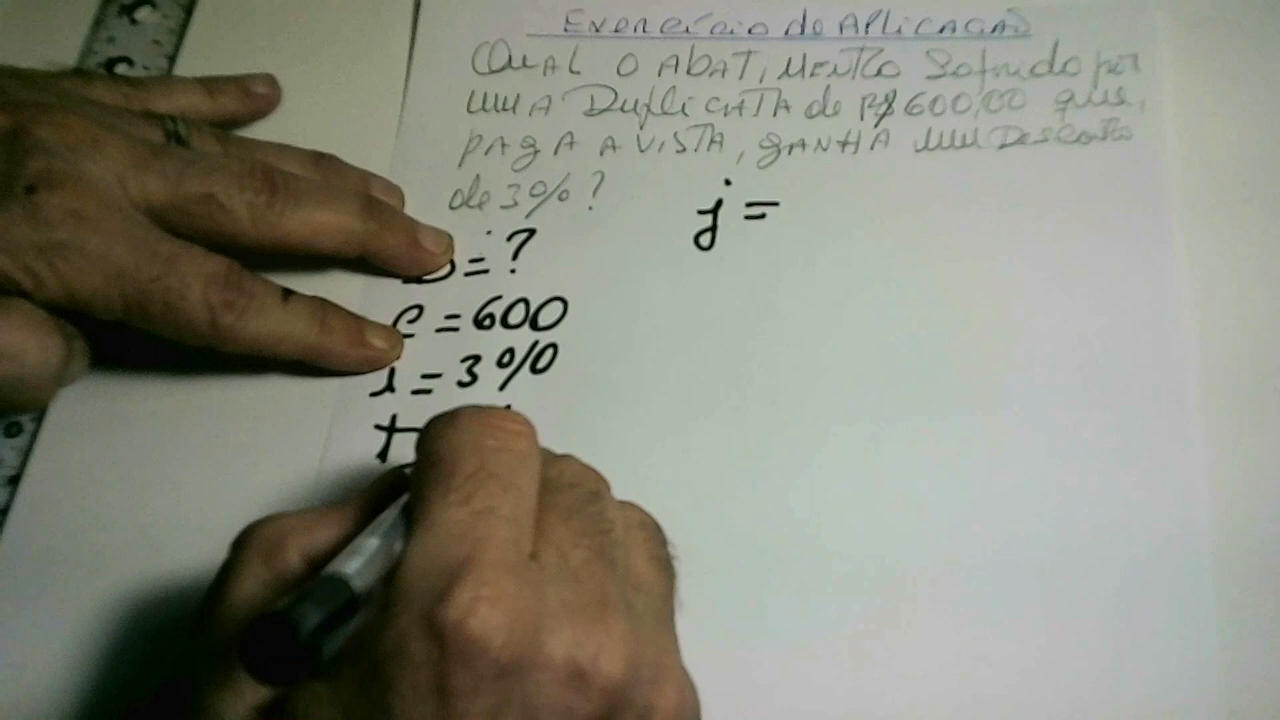 Exercício de Aplicação
QUAL O ABATIMENTO Sofrido por
UMA DupliCATA de R$600,00 que,
PAGA A VISTA, GANHA UM Desconto
de 3%?
j =
= ?
C = 600
i = 3%
t